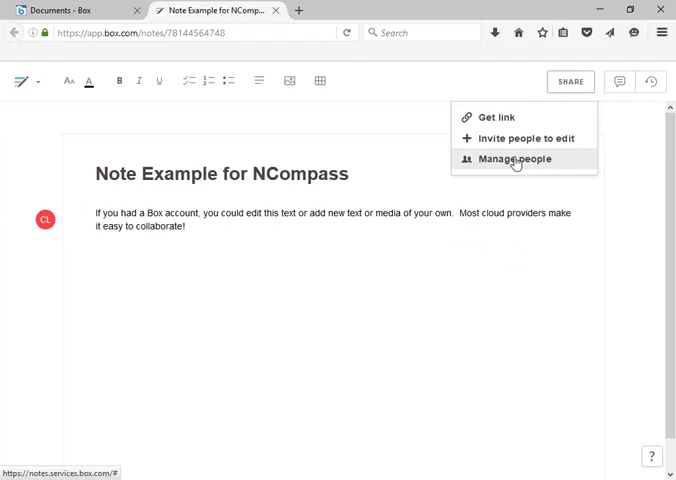 Documents - Box
Note Example for NComp...
https://app.box.com/notes/78144564748
Search
AA
A
B
I
U
SHARE
Get link
Invite people to edit
Manage people
Note Example for NCompass
CL
If you had a Box account, you could edit this text or add new text or media of your own. Most cloud providers make
it easy to collaborate!
?
https://notes.services.box.com/#